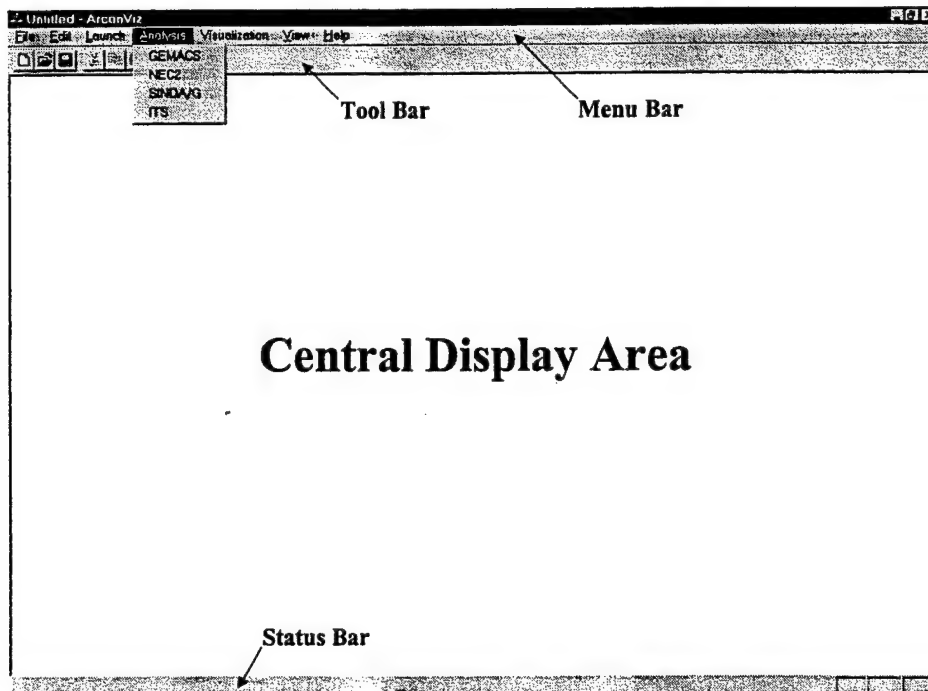 Untitled - ArconViz
File Edit Launch Analysis Visualization View Help
GEMACS
NEC2
SINDA/G
ITS
Tool Bar
Menu Bar
Central Display Area
Status Bar